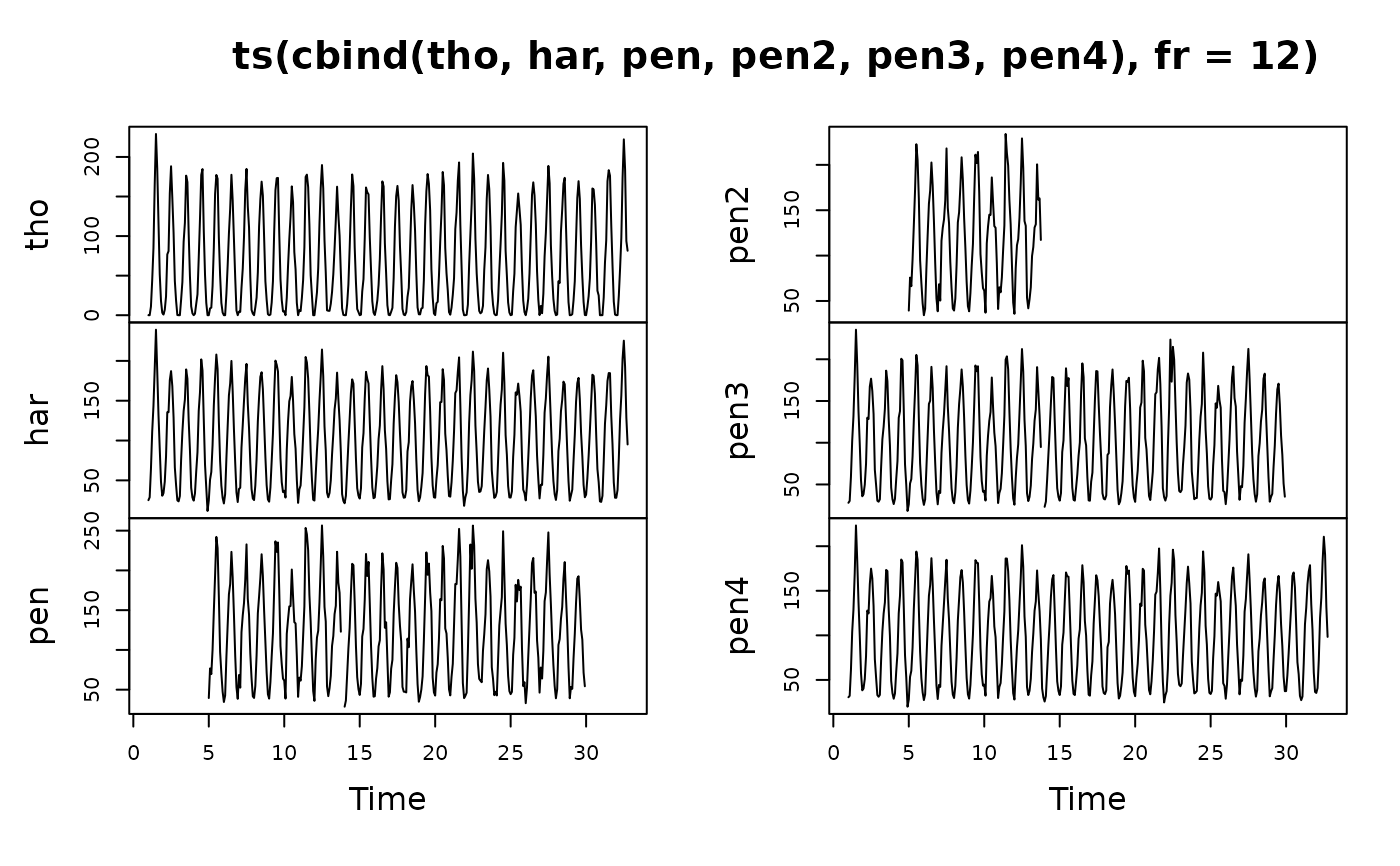 ts(cbind(tho, har, pen, pen2, pen3, pen4), fr = 12)
tho
0 100 200
har
50 150
pen
50 150 250
0 5 10 15 20 25 30
Time
pen2
50 150
pen3
50 150
pen4
50 150
0 5 10 15 20 25 30
Time